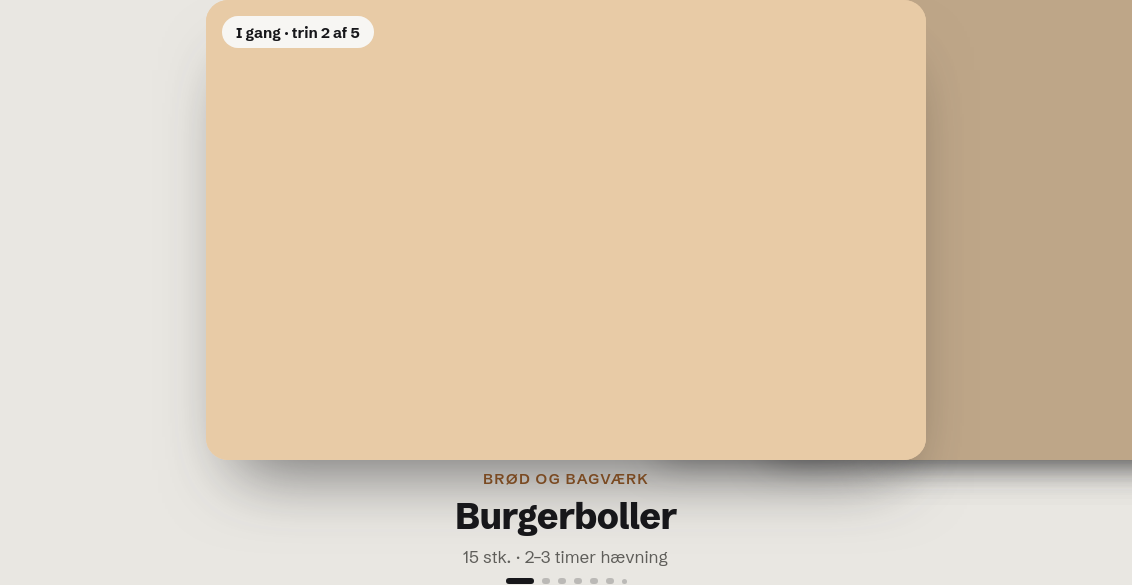 I gang · trin 2 af 5
BRØD OG BAGVÆRK
Burgerboller
15 stk. · 2–3 timer hævning